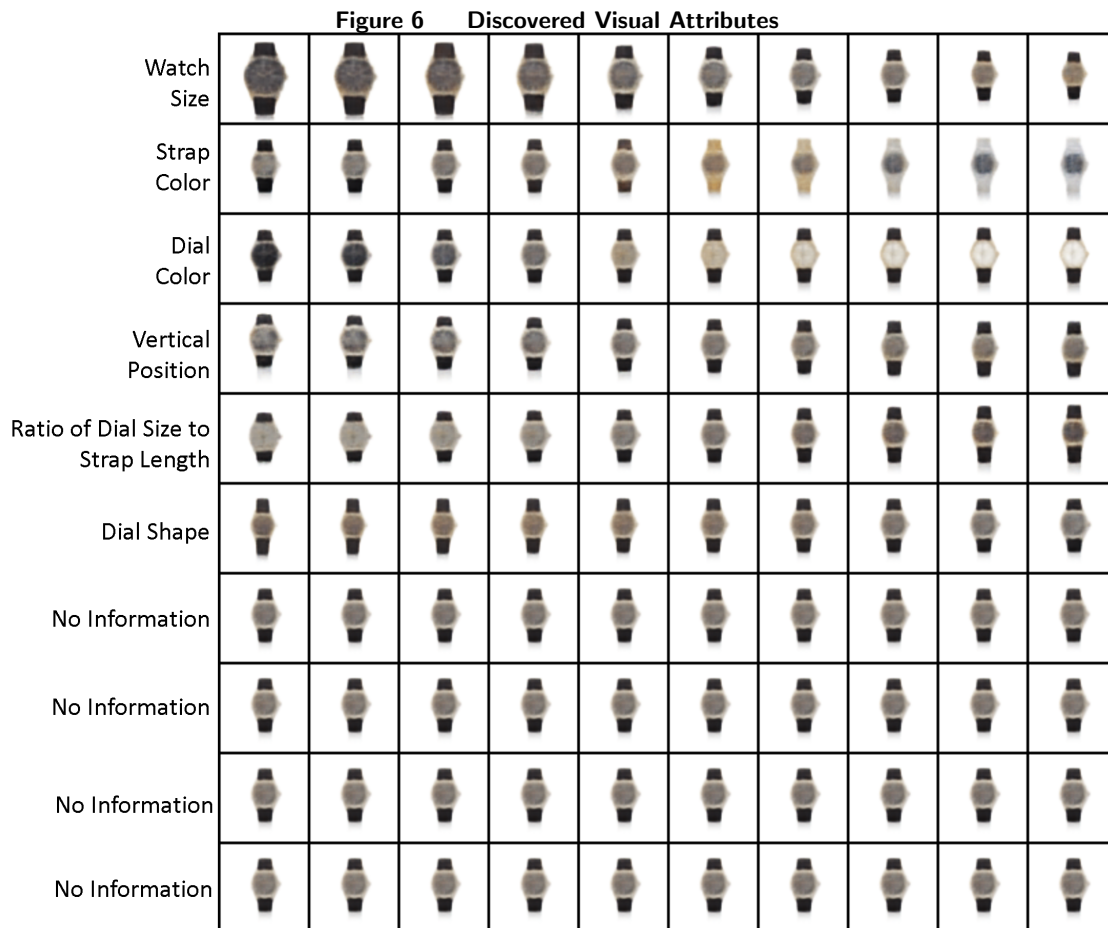 Figure 6 Discovered Visual Attributes
Watch
Size
Strap
Color
Dial
Color
Vertical
Position
Ratio of Dial Size to
Strap Length
Dial Shape
No Information
No Information
No Information
No Information